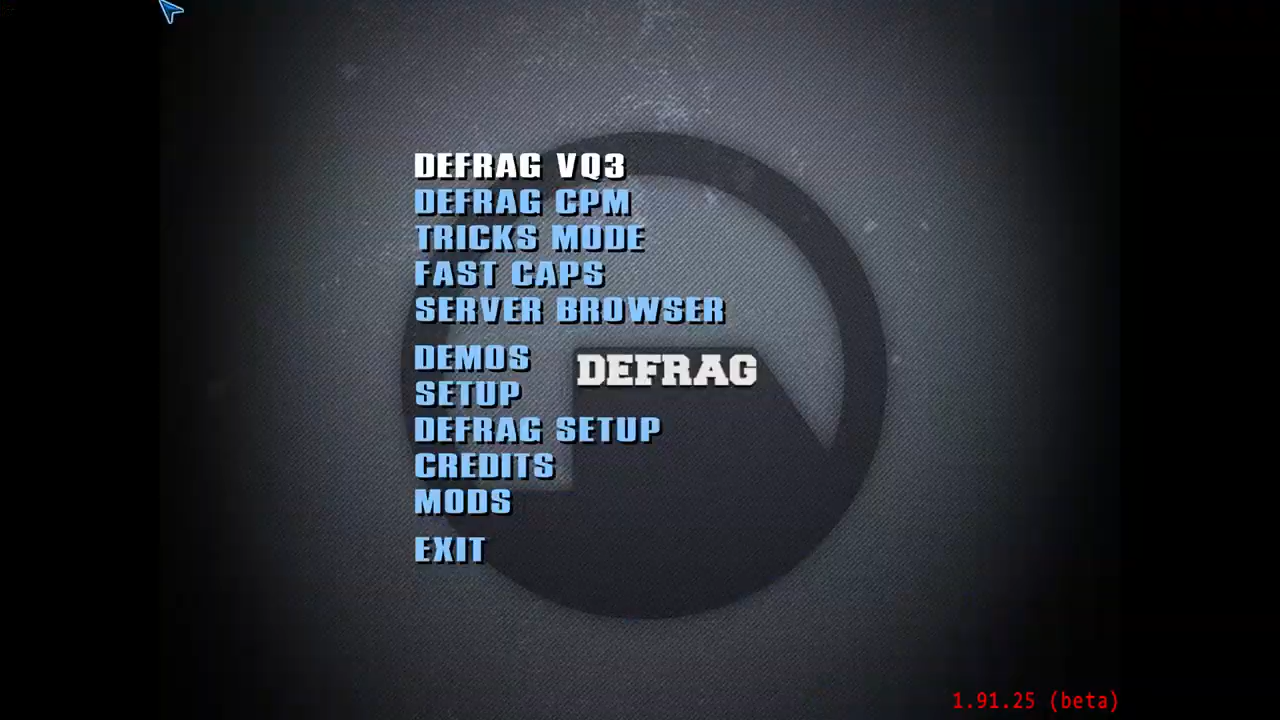 DEFRAG VQ3
DEFRAG CPM
TRICKS MODE
FAST CAPS
SERVER BROWSER
DEMOS
DEFRAG
SETUP
DEFRAG SETUP
CREDITS
MODS
EXIT
1.91.25 (beta)